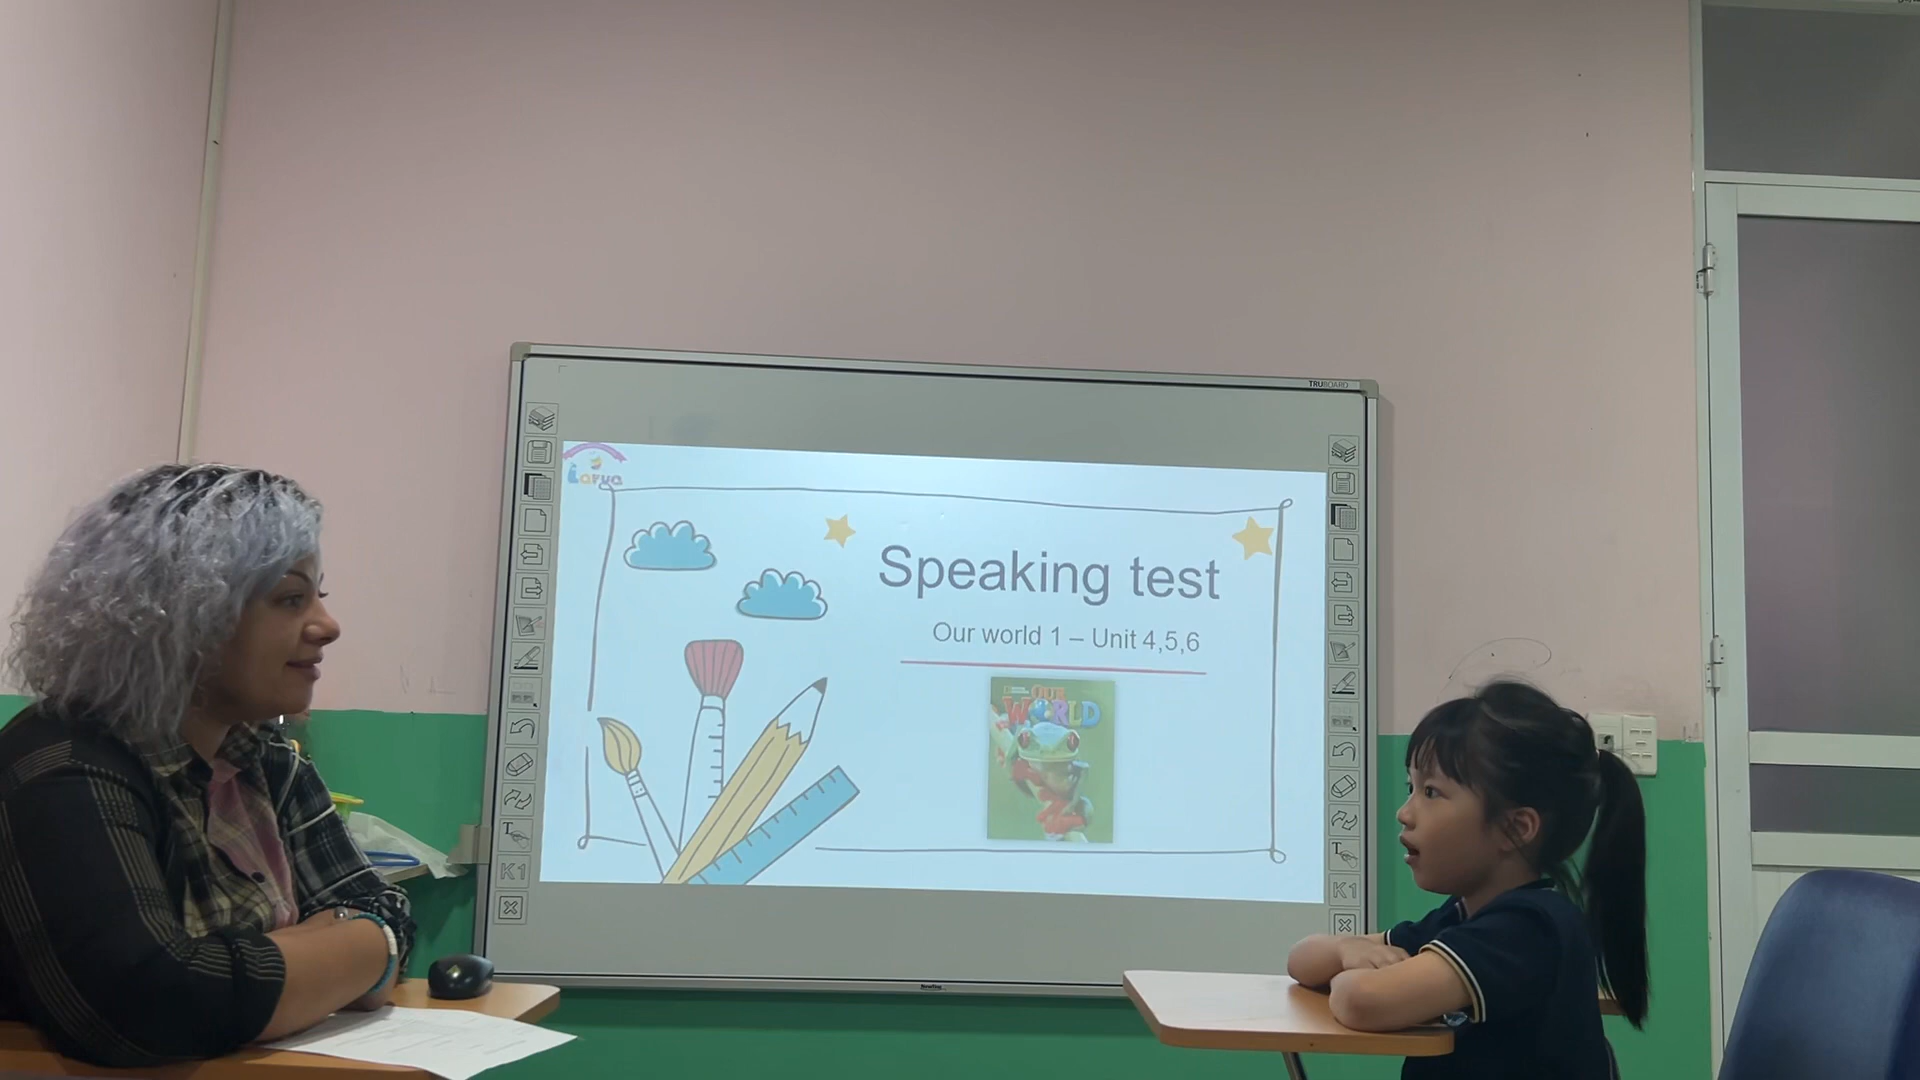 TRUBOARD
Larva
Speaking test
Our world 1 – Unit 4,5,6
OUR
WORLD
T
T
K1
K1